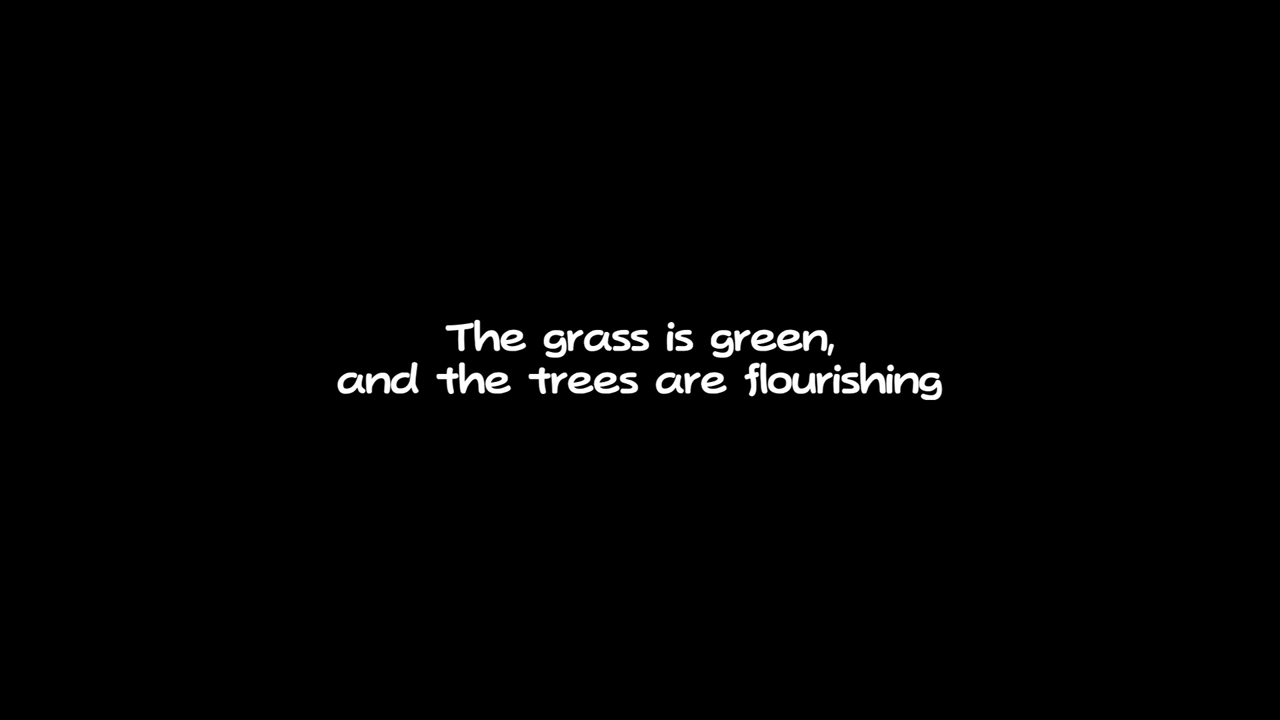 The grass is green,
and the trees are flourishing